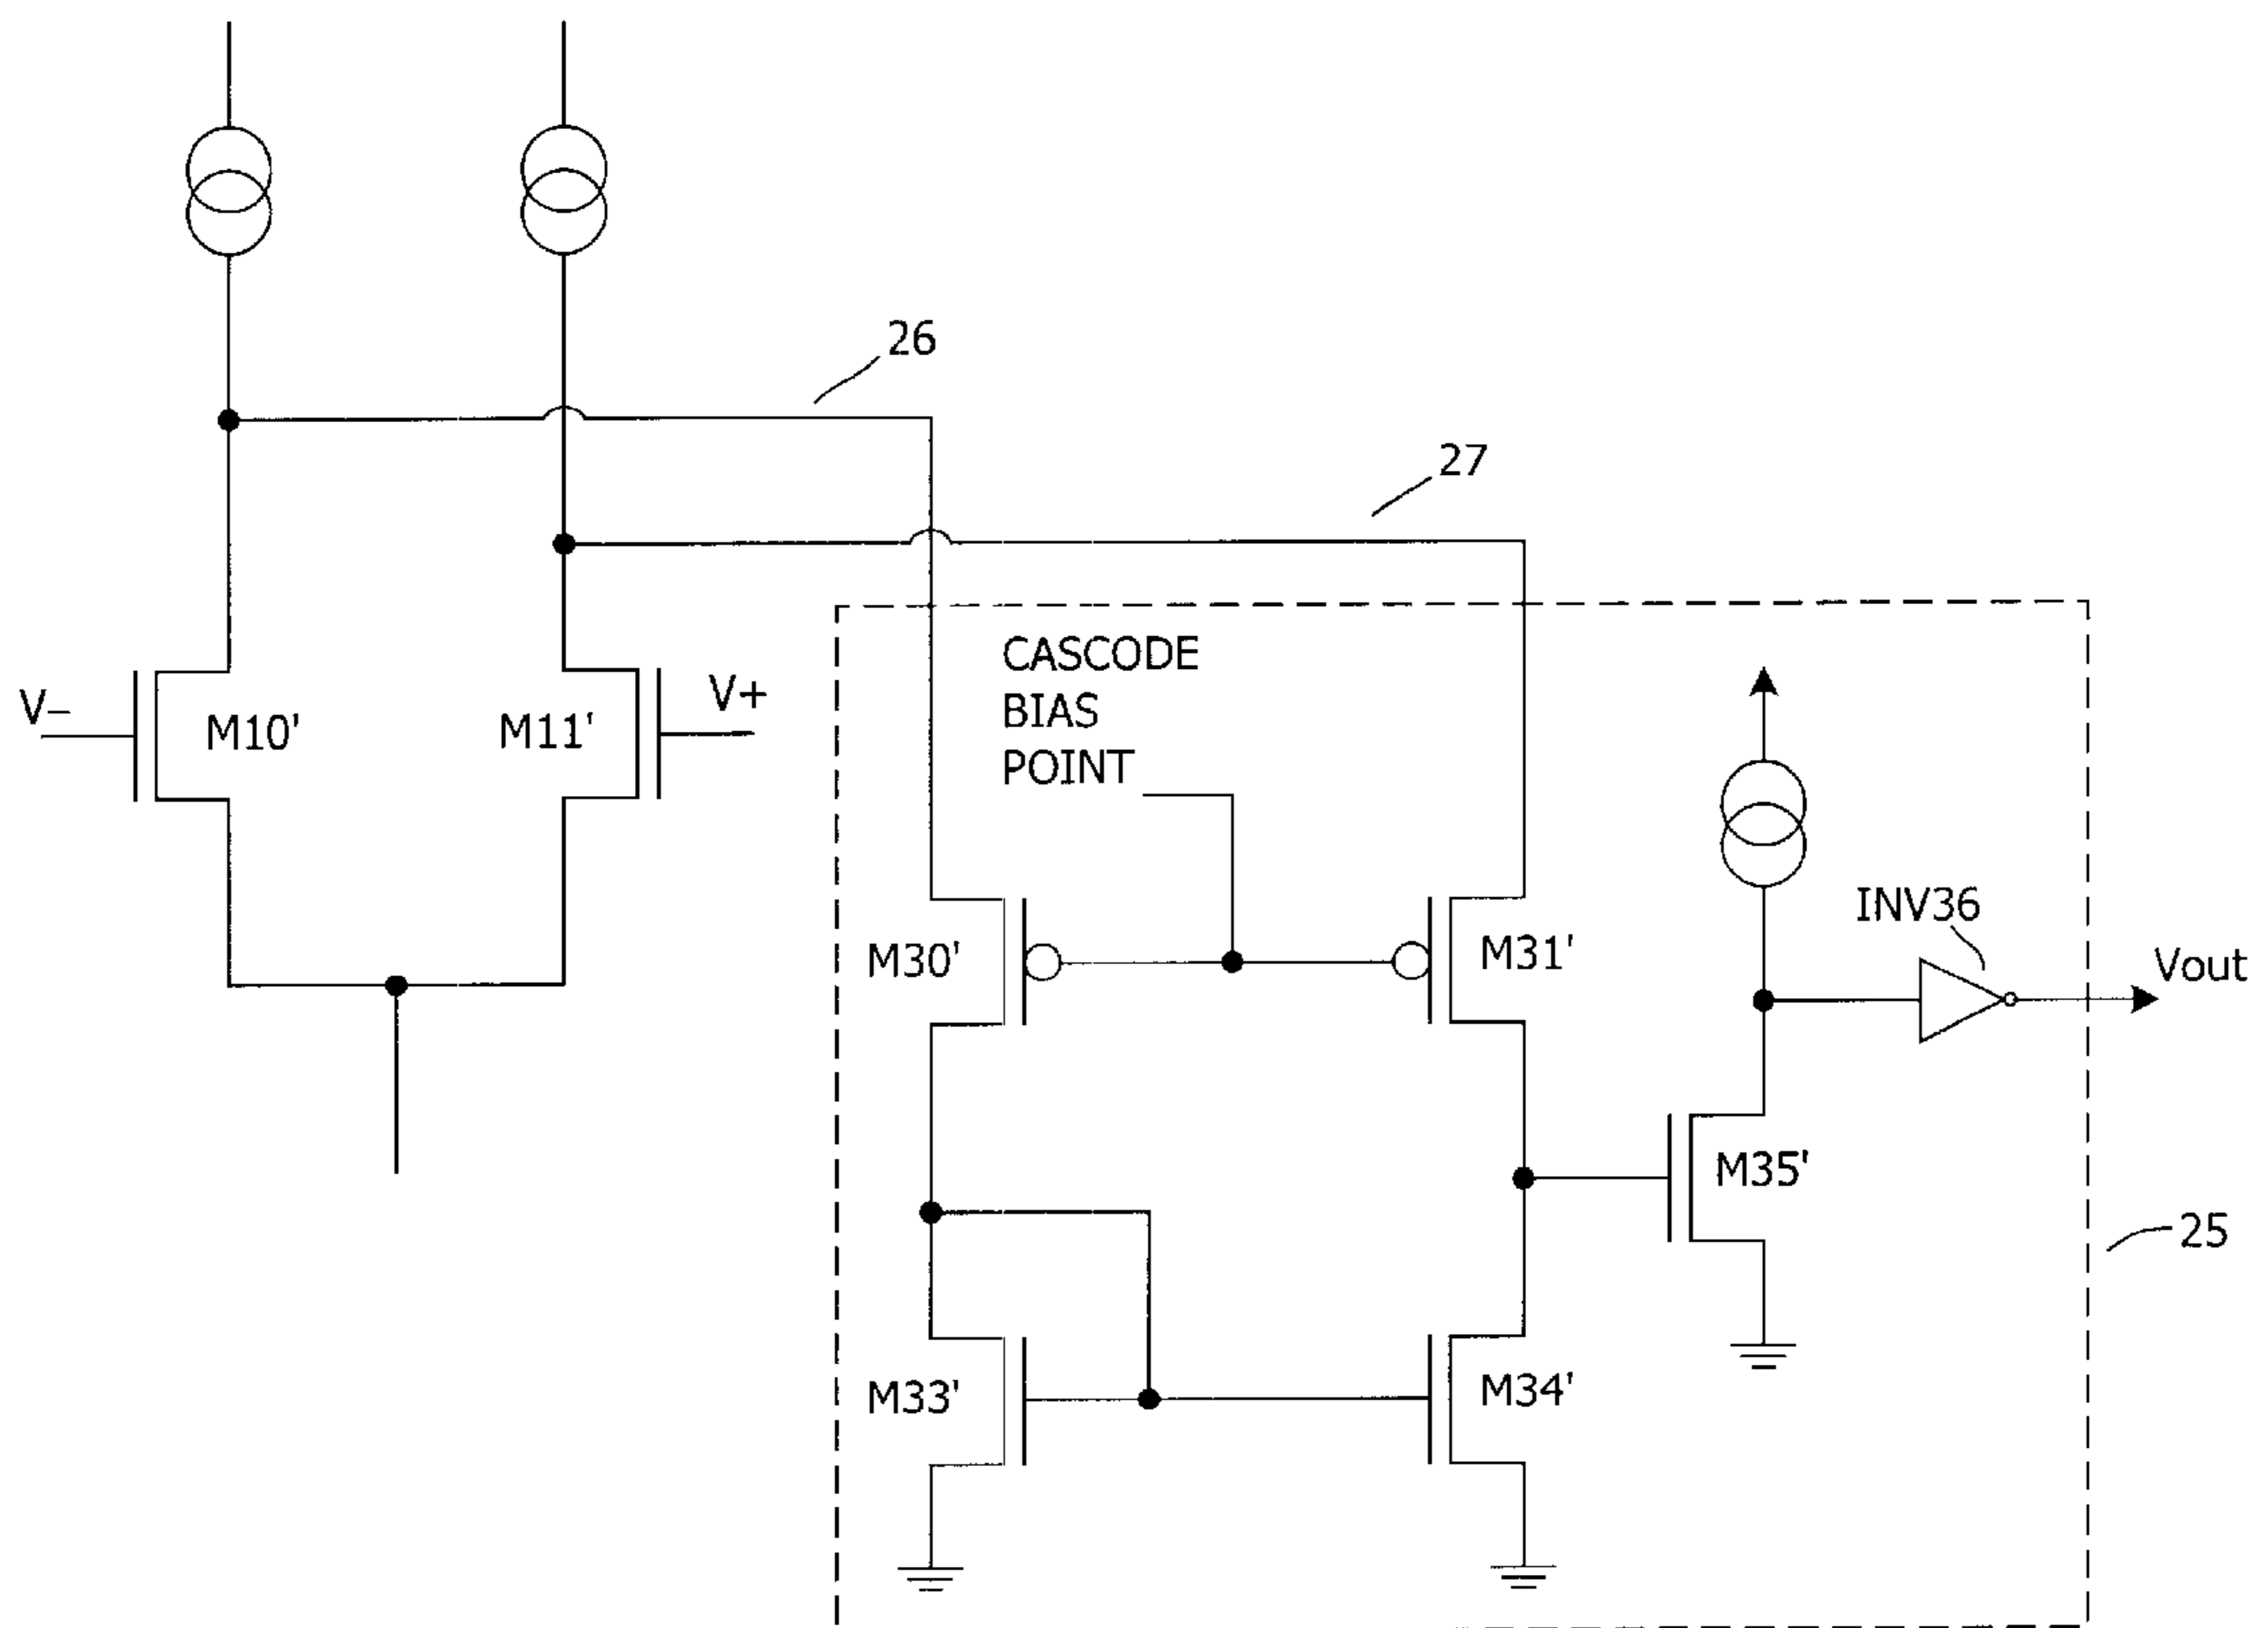 26
27
CASCODE
BIAS
POINT
V–
M10'
M11'
V+
INV36
M30'
M31'
Vout
M35'
25
M33'
M34'